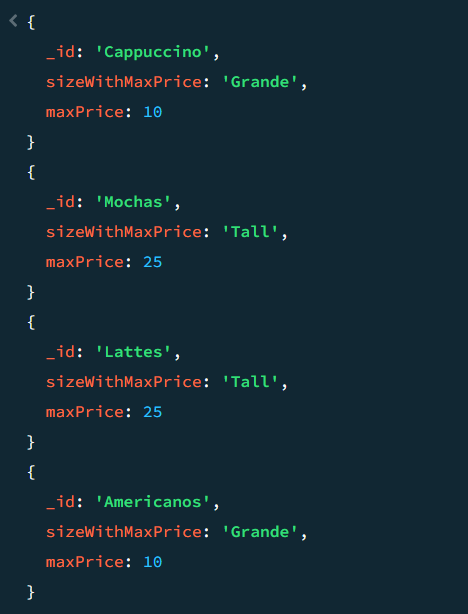 {
_id: 'Cappuccino',
sizeWithMaxPrice: 'Grande',
maxPrice: 10
}
{
_id: 'Mochas',
sizeWithMaxPrice: 'Tall',
maxPrice: 25
}
{
_id: 'Lattes',
sizeWithMaxPrice: 'Tall',
maxPrice: 25
}
{
_id: 'Americanos',
sizeWithMaxPrice: 'Grande',
maxPrice: 10
}